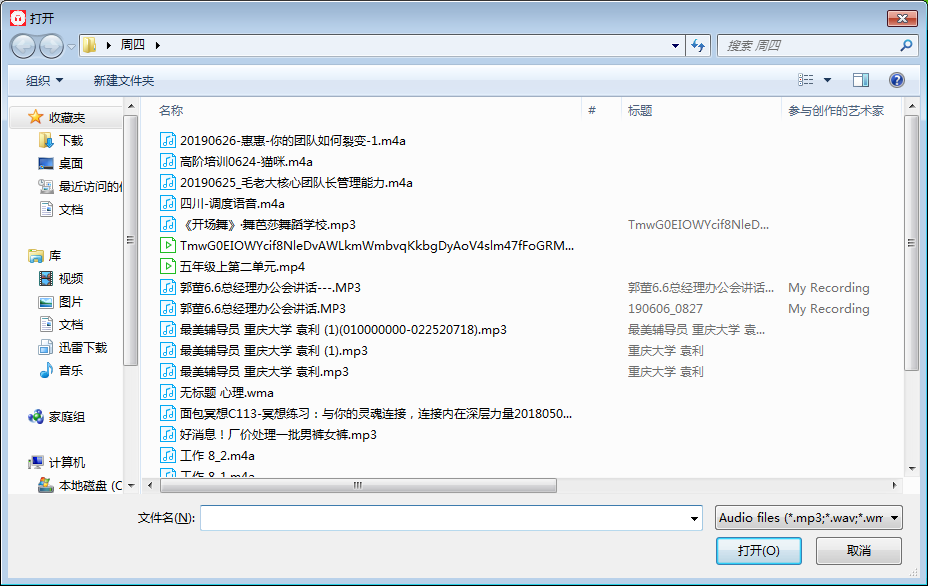 打开
周四
搜索 周四
组织
新建文件夹
名称 # 标题 参与创作的艺术家
收藏夹
下载
桌面
最近访问的
文档
库
视频
图片
文档
迅雷下载
音乐
家庭组
计算机
本地磁盘 (C
20190626-惠惠-你的团队如何裂变-1.m4a
高阶培训0624-猫咪.m4a
20190625_毛老大核心团队长管理能力.m4a
四川-调度语音.m4a
《开场舞》·舞芭莎舞蹈学校.mp3 TmwG0EIOWYcif8NleD...
TmwG0EIOWYcif8NleDvAWLkmWmbvqKkbgDyAoV4slm47fFoGRM...
五年级上第二单元.mp4
郭莹6.6总经理办公会讲话---.MP3 郭莹6.6总经理办公会讲话... My Recording
郭莹6.6总经理办公会讲话.MP3 190606_0827 My Recording
最美辅导员 重庆大学 袁利 (1)(010000000-022520718).mp3 最美辅导员 重庆大学 袁...
最美辅导员 重庆大学 袁利 (1).mp3 重庆大学 袁利
最美辅导员 重庆大学 袁利.mp3 重庆大学 袁利
无标题 心理.wma
面包冥想C113-冥想练习：与你的灵魂连接，连接内在深层力量2018050...
好消息！厂价处理一批男裤女裤.mp3
工作 8_2.m4a
工作 8_1.m4a
文件名(N):
Audio files (*.mp3;*.wav;*.wm
打开(O)
取消